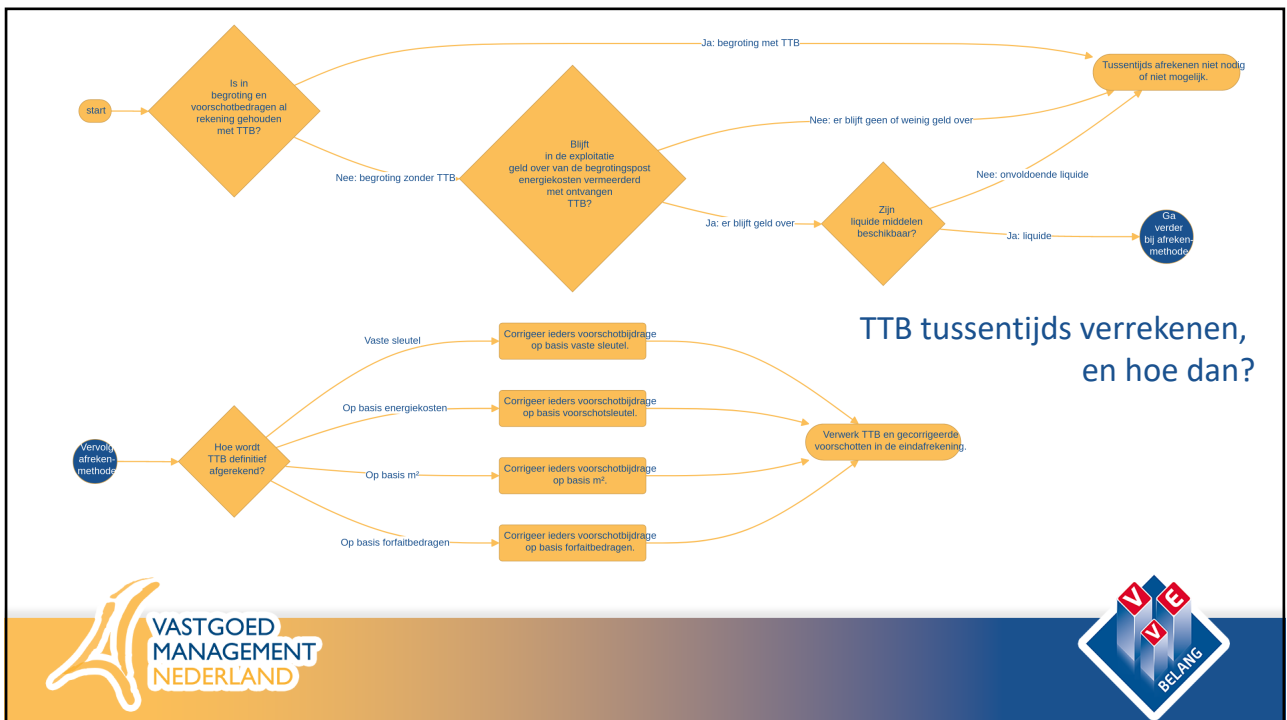 start
Is in
begroting en
voorschotbedragen al
rekening gehouden
met TTB?
Ja: begroting met TTB
Tussentijds afrekenen niet nodig
of niet mogelijk.
Nee: begroting zonder TTB
Blijft
in de exploitatie
geld over van de begrotingspost
energiekosten vermeerderd
met ontvangen
TTB?
Nee: er blijft geen of weinig geld over
Ja: er blijft geld over
Zijn
liquide middelen
beschikbaar?
Nee: onvoldoende liquide
Ja: liquide
Ga
verder
bij afreken-
methode
TTB tussentijds verrekenen,
en hoe dan?
Vervolg
afreken-
methode
Hoe wordt
TTB definitief
afgerekend?
Vaste sleutel
Corrigeer ieders voorschotbijdrage
op basis vaste sleutel.
Op basis energiekosten
Corrigeer ieders voorschotbijdrage
op basis voorschotsleutel.
Op basis m²
Corrigeer ieders voorschotbijdrage
op basis m².
Op basis forfaitbedragen
Corrigeer ieders voorschotbijdrage
op basis forfaitbedragen.
Verwerk TTB en gecorrigeerde
voorschotten in de eindafrekening.
VASTGOED
MANAGEMENT
NEDERLAND
V V E
BELANG